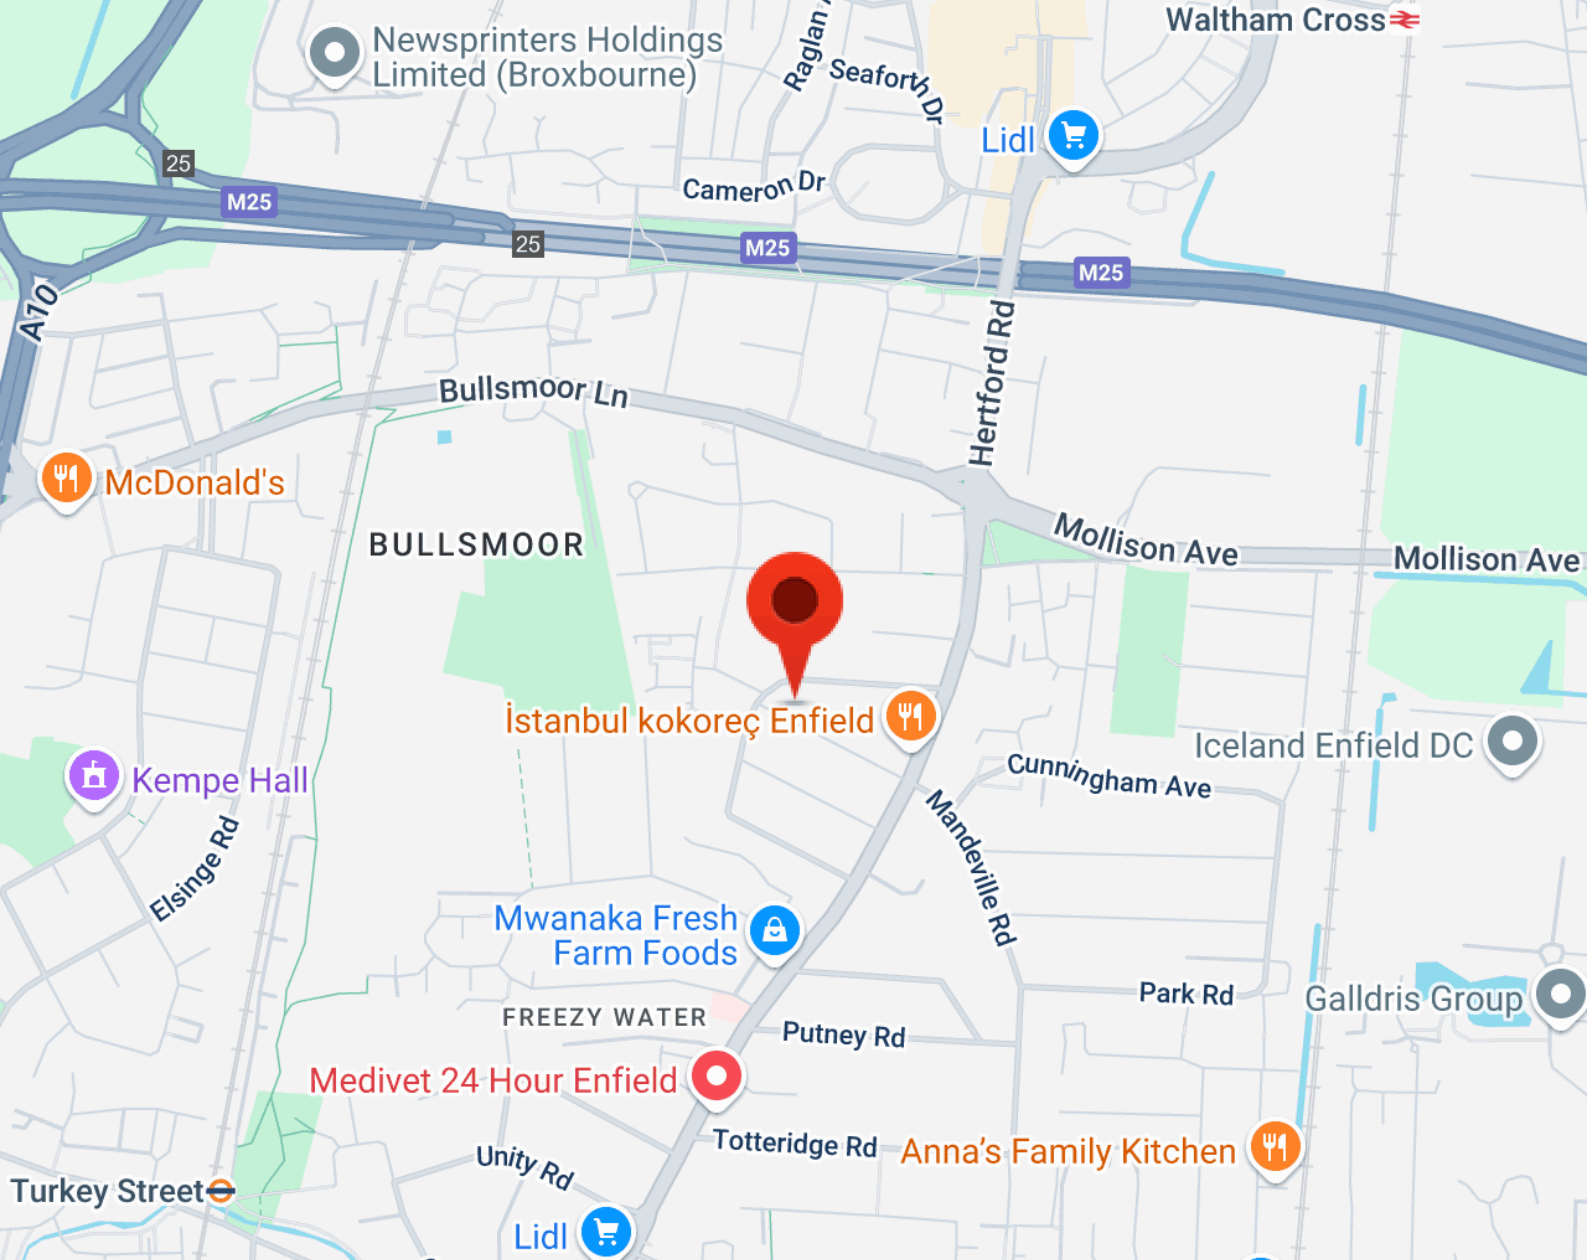 Waltham Cross
Newsprinters Holdings
Limited (Broxbourne)
Raglan A
Seaforth Dr
Lidl
25
M25
Cameron Dr
25
M25
M25
A10
Hertford Rd
Bullsmoor Ln
McDonald's
BULLSMOOR
Mollison Ave
Mollison Ave
İstanbul kokoreç Enfield
Iceland Enfield DC
Cunningham Ave
Kempe Hall
Mandeville Rd
Elsinge Rd
Mwanaka Fresh
Farm Foods
Park Rd
Galldris Group
FREEZY WATER
Putney Rd
Medivet 24 Hour Enfield
Totteridge Rd
Anna's Family Kitchen
Unity Rd
Turkey Street
Lidl